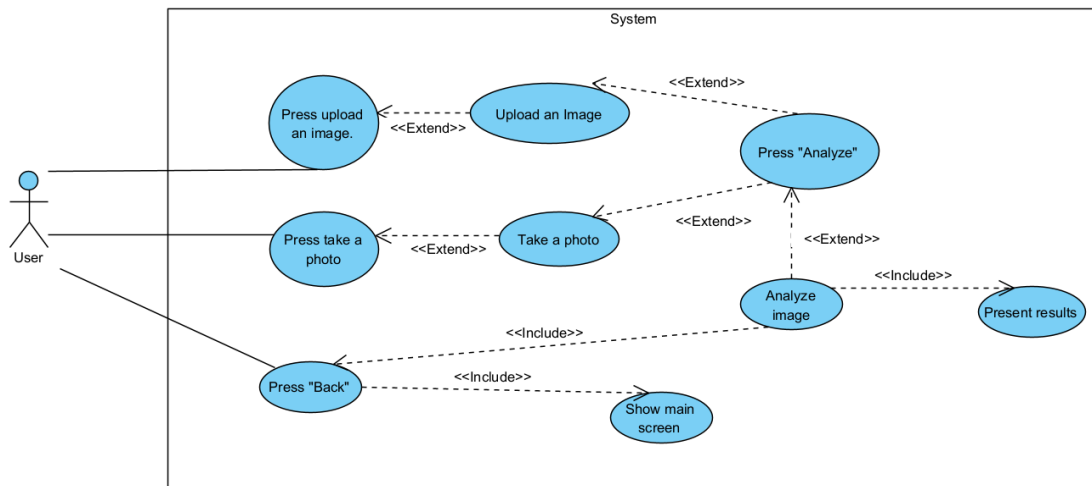 System
<<Extend>>
Press upload
an image.
Upload an Image
<<Extend>>
Press "Analyze"
User
Press take a
photo
<<Extend>>
Take a photo
<<Extend>>
<<Extend>>
<<Include>>
Analyze
image
Present results
<<Include>>
Press "Back"
<<Include>>
Show main
screen